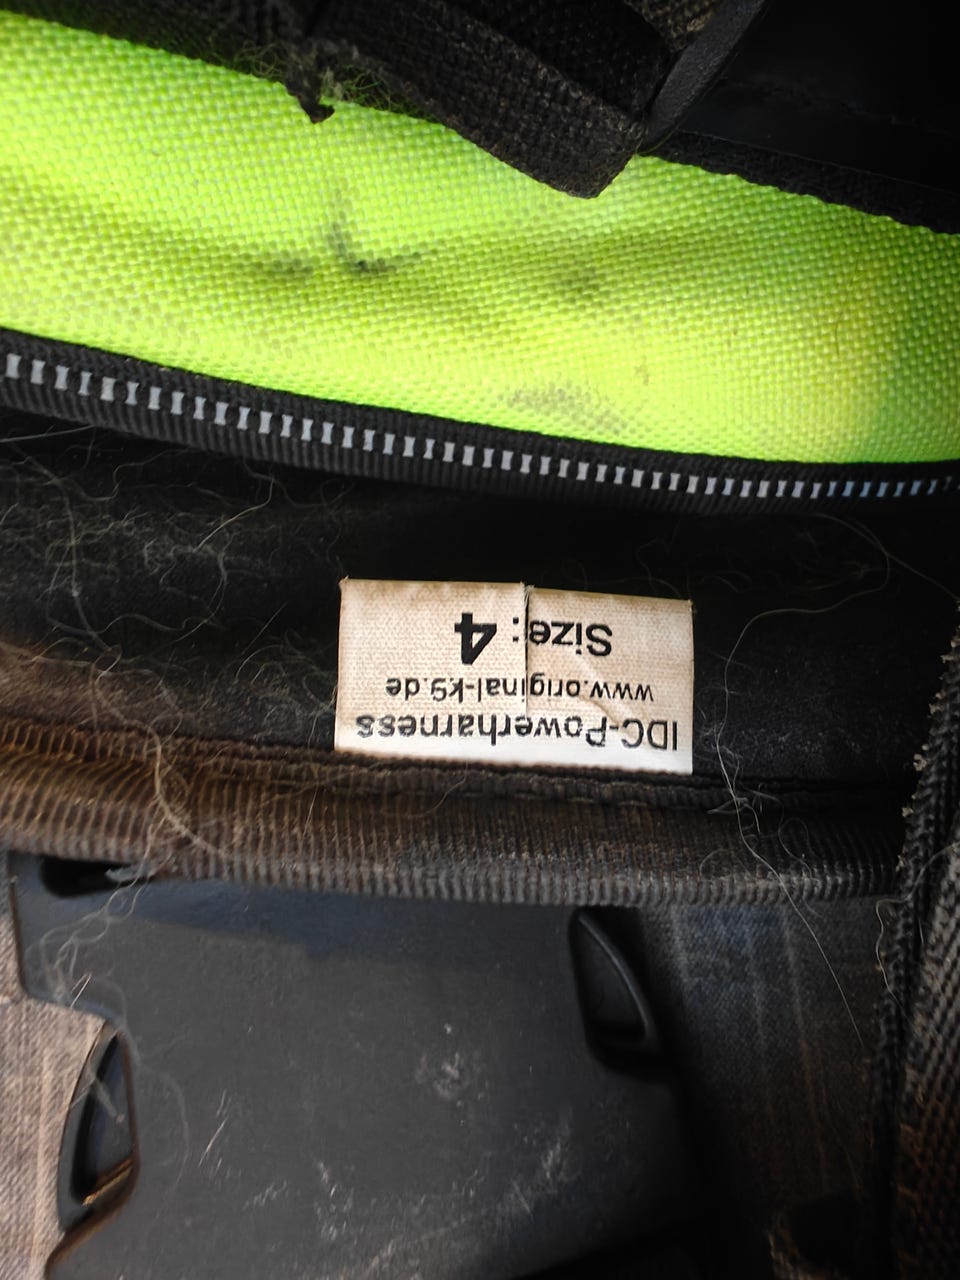 IDC-Powerharness
www.original-k9.de
Size: 4